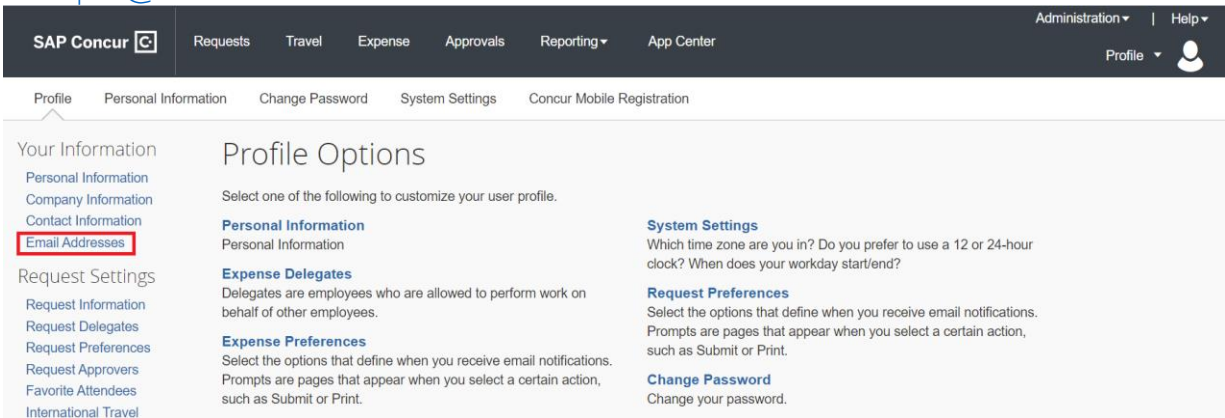 Administration | Help
SAP Concur C Requests Travel Expense Approvals Reporting App Center
Profile
Profile Personal Information Change Password System Settings Concur Mobile Registration
Your Information
Personal Information
Company Information
Contact Information
Email Addresses
Request Settings
Request Information
Request Delegates
Request Preferences
Request Approvers
Favorite Attendees
International Travel
Profile Options
Select one of the following to customize your user profile.
Personal Information
Personal Information
Expense Delegates
Delegates are employees who are allowed to perform work on
behalf of other employees.
Expense Preferences
Select the options that define when you receive email notifications.
Prompts are pages that appear when you select a certain action,
such as Submit or Print.
System Settings
Which time zone are you in? Do you prefer to use a 12 or 24-hour
clock? When does your workday start/end?
Request Preferences
Select the options that define when you receive email notifications.
Prompts are pages that appear when you select a certain action,
such as Submit or Print.
Change Password
Change your password.